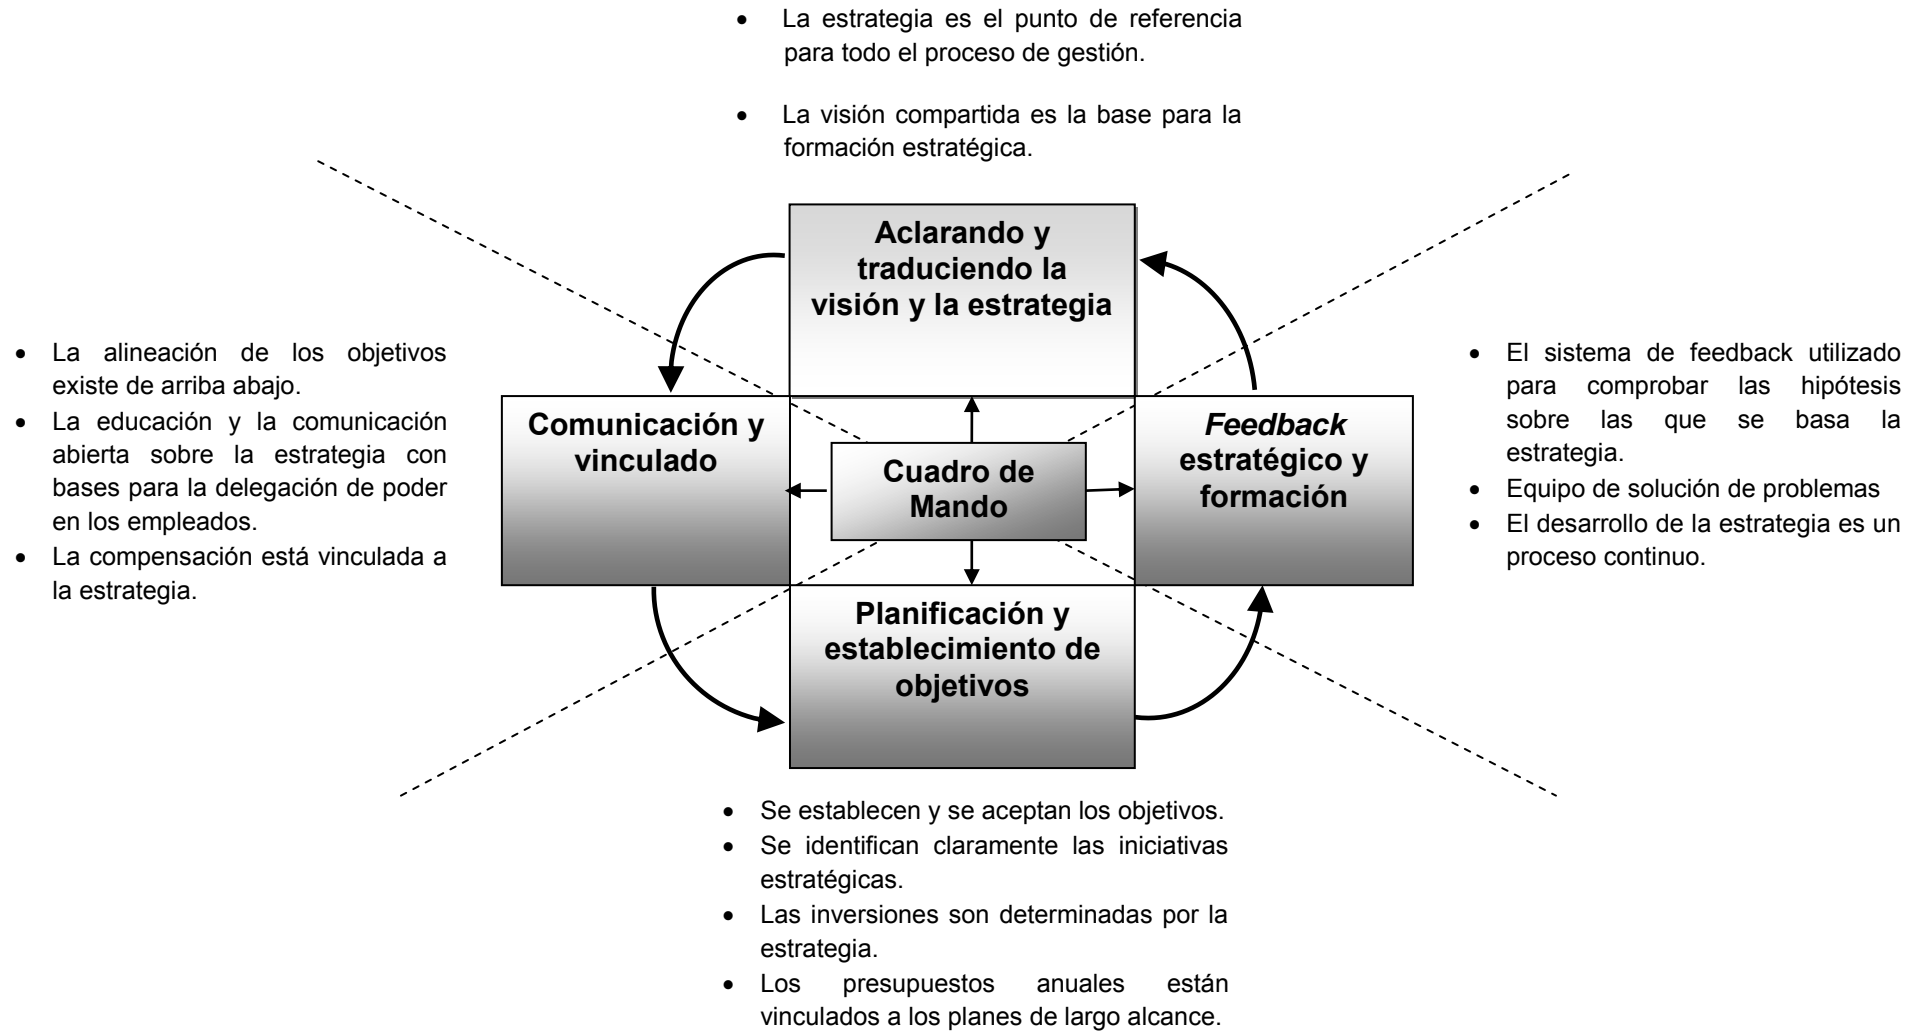 • La estrategia es el punto de referencia
para todo el proceso de gestión.
• La visión compartida es la base para la
formación estratégica.
Aclarando y
traduciendo la
visión y la estrategia
• La alineación de los objetivos
existe de arriba abajo.
• La educación y la comunicación
abierta sobre la estrategia con
bases para la delegación de poder
en los empleados.
• La compensación está vinculada a
la estrategia.
Comunicación y
vinculado
Cuadro de
Mando
Feedback
estratégico y
formación
• El sistema de feedback utilizado
para comprobar las hipótesis
sobre las que se basa la
estrategia.
• Equipo de solución de problemas
• El desarrollo de la estrategia es un
proceso continuo.
Planificación y
establecimiento de
objetivos
• Se establecen y se aceptan los objetivos.
• Se identifican claramente las iniciativas
estratégicas.
• Las inversiones son determinadas por la
estrategia.
• Los presupuestos anuales están
vinculados a los planes de largo alcance.